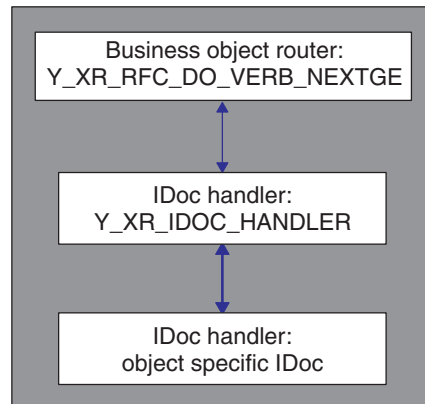 Business object router:
Y_XR_RFC_DO_VERB_NEXTGE
IDoc handler:
Y_XR_IDOC_HANDLER
IDoc handler:
object specific IDoc